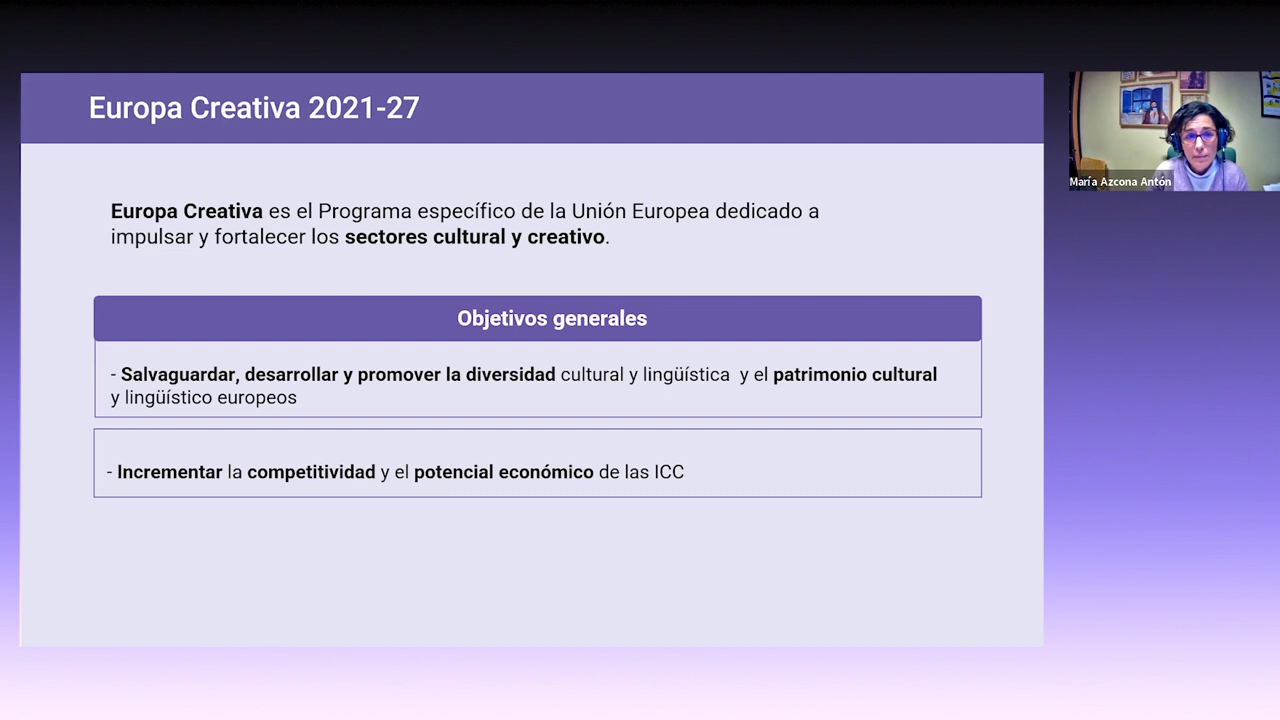 Europa Creativa 2021-27
Europa Creativa es el Programa específico de la Unión Europea dedicado a
impulsar y fortalecer los sectores cultural y creativo.
Objetivos generales
- Salvaguardar, desarrollar y promover la diversidad cultural y lingüística y el patrimonio cultural
y lingüístico europeos
- Incrementar la competitividad y el potencial económico de las ICC
María Azcona Antón